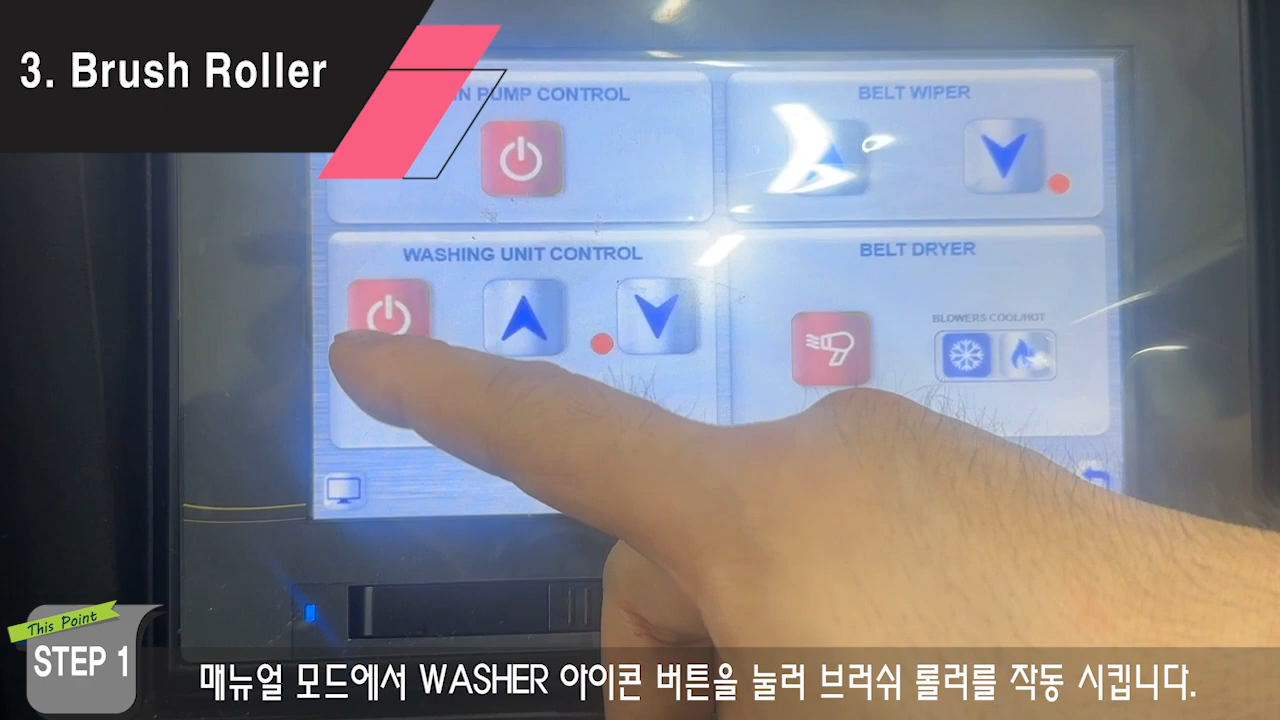 3. Brush Roller
PUMP CONTROL
BELT WIPER
WASHING UNIT CONTROL
BELT DRYER
BLOWERS COOL/HOT
This Point
STEP 1
매뉴얼 모드에서 WASHER 아이콘 버튼을 눌러 브러쉬 롤러를 작동 시킵니다.